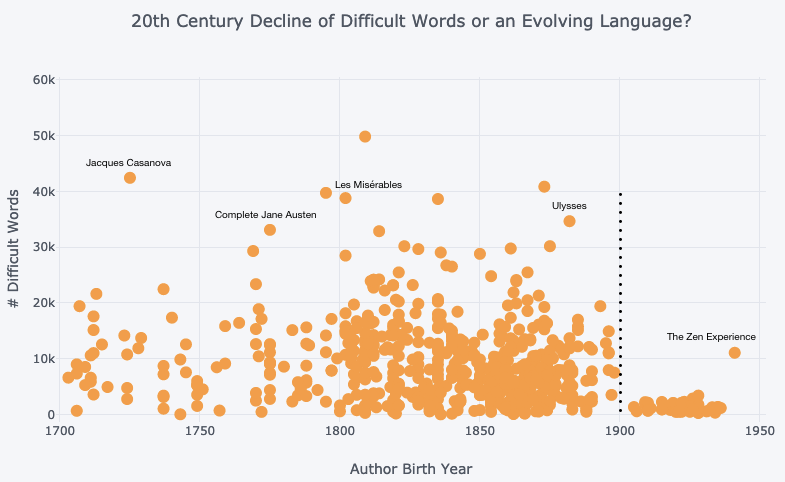 20th Century Decline of Difficult Words or an Evolving Language?
60k
50k
40k
30k
20k
10k
0
# Difficult Words
Jacques Casanova
Les Misérables
Complete Jane Austen
Ulysses
The Zen Experience
1700
1750
1800
1850
1900
1950
Author Birth Year